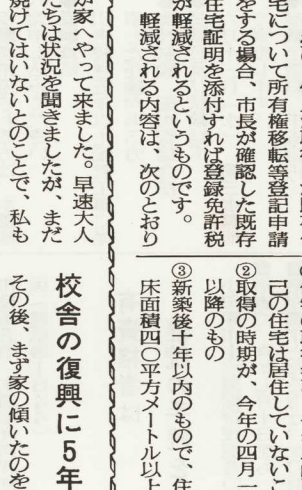 宅について所有権移転等登記申請
をする場合、市長が確認した既存
住宅証明を添付すれば登録免許税
が軽減されるというものです。
軽減される内容は、次のとおり
己の住宅は居住していないこ
②取得の時期が、今年の四月一
以降のもの
③新築後十年以内のもので、住
床面積四〇平方メートル以上
が家へやって来ました。早速大人
たちは状況を聞きましたが、まだ
焼けてはいないとのことで、私も
校舎の復興に5年
その後、まず家の傾いたのを